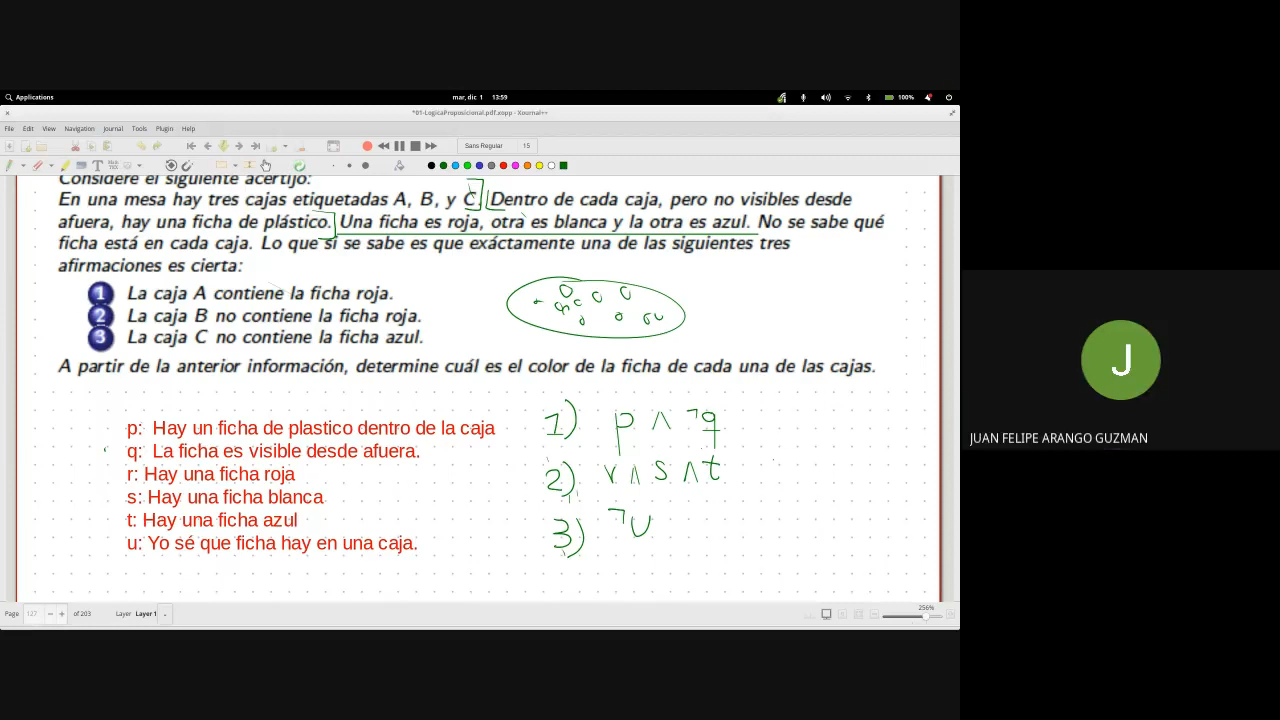 Applications
mar, dic 1 13:59
100%
*01-LogicaProposicional.pdf.xopp - Xournal++
File Edit View Navigation Journal Tools Plugin Help
Sans Regular 15
Considere el siguiente acertijo:
En una mesa hay tres cajas etiquetadas A, B, y C. Dentro de cada caja, pero no visibles desde
afuera, hay una ficha de plástico. Una ficha es roja, otra es blanca y la otra es azul. No se sabe qué
ficha está en cada caja. Lo que si se sabe es que exáctamente una de las siguientes tres
afirmaciones es cierta:
1 La caja A contiene la ficha roja.
2 La caja B no contiene la ficha roja.
3 La caja C no contiene la ficha azul.
A partir de la anterior información, determine cuál es el color de la ficha de cada una de las cajas.
p: Hay un ficha de plastico dentro de la caja
q: La ficha es visible desde afuera.
r: Hay una ficha roja
s: Hay una ficha blanca
t: Hay una ficha azul
u: Yo sé que ficha hay en una caja.
1) p ∧ ¬q
2) r ∧ s ∧ t
3) ¬u
J
JUAN FELIPE ARANGO GUZMAN
Page 127 of 203 Layer Layer 1
256%